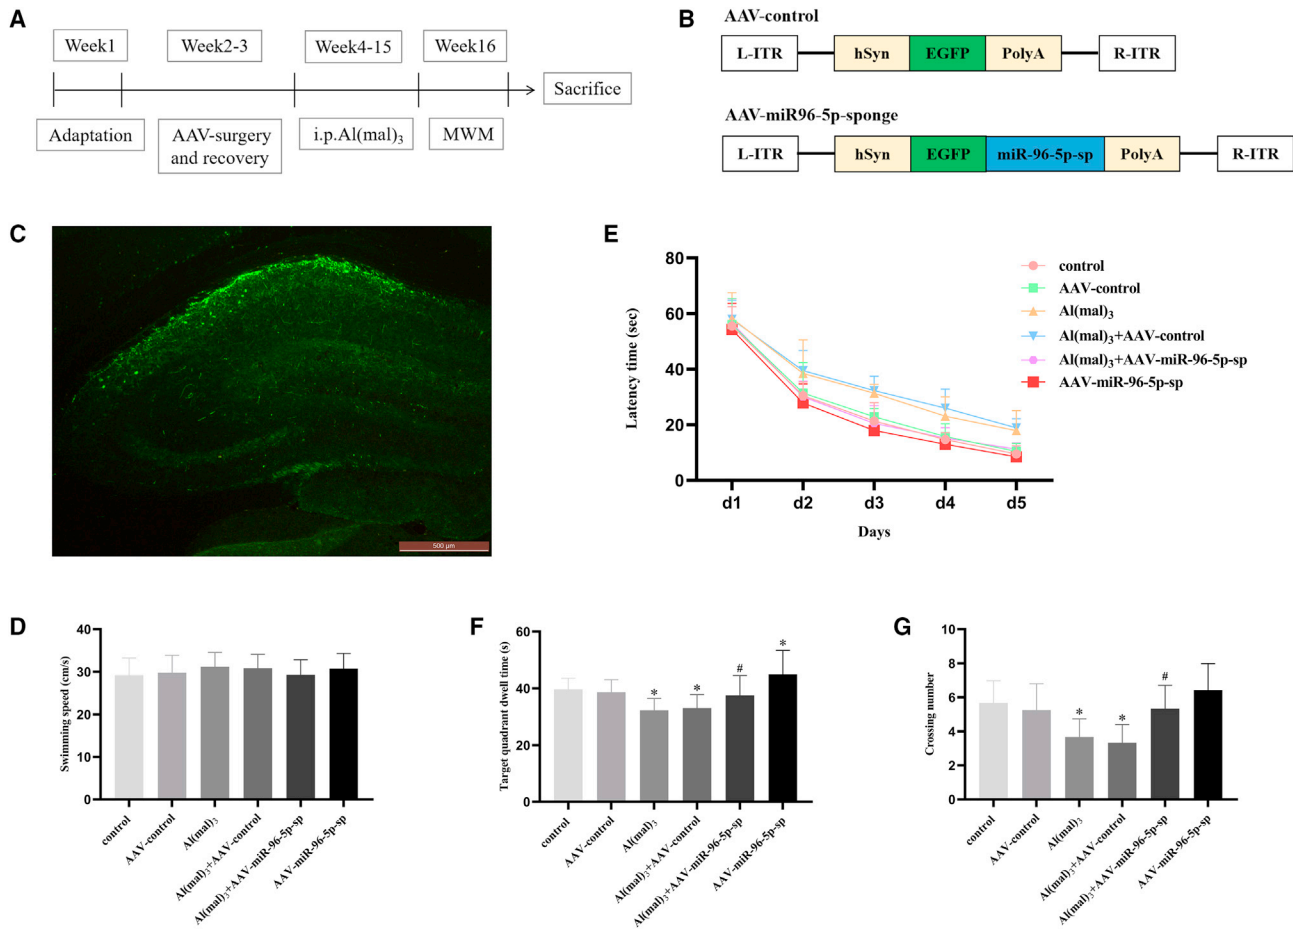 A
Week1
Week2-3
Week4-15
Week16
Sacrifice
Adaptation
AAV-surgery
and recovery
i.p.Al(mal)₃
MWM
B
AAV-control
L-ITR
hSyn
EGFP
PolyA
R-ITR
AAV-miR96-5p-sponge
L-ITR
hSyn
EGFP
miR-96-5p-sp
PolyA
R-ITR
C
500 µm
E
Latency time (sec)
80
60
40
20
0
d1
d2
d3
d4
d5
Days
control
AAV-control
Al(mal)₃
Al(mal)₃+AAV-control
Al(mal)₃+AAV-miR-96-5p-sp
AAV-miR-96-5p-sp
D
Swimming speed (cm/s)
40
30
20
10
0
control
AAV-control
Al(mal)₃
Al(mal)₃+AAV-control
Al(mal)₃+AAV-miR-96-5p-sp
AAV-miR-96-5p-sp
F
Target quadrant dwell time (s)
60
40
20
0
*
*
#
*
control
AAV-control
Al(mal)₃
Al(mal)₃+AAV-control
Al(mal)₃+AAV-miR-96-5p-sp
AAV-miR-96-5p-sp
G
Crossing number
10
8
6
4
2
0
*
*
#
control
AAV-control
Al(mal)₃
Al(mal)₃+AAV-control
Al(mal)₃+AAV-miR-96-5p-sp
AAV-miR-96-5p-sp